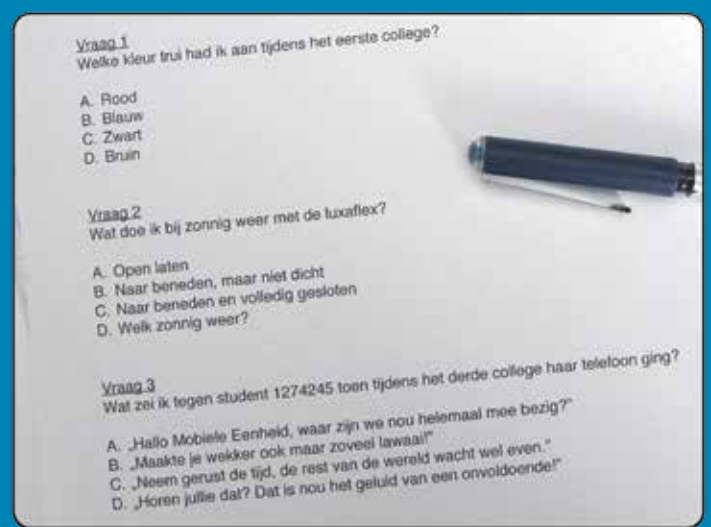 Vraag 1
Welke kleur trui had ik aan tijdens het eerste college?
A. Rood
B. Blauw
C. Zwart
D. Bruin
Vraag 2
Wat doe ik bij zonnig weer met de luxaflex?
A. Open laten
B. Naar beneden, maar niet dicht
C. Naar beneden en volledig gesloten
D. Welk zonnig weer?
Vraag 3
Wat zei ik tegen student 1274245 toen tijdens het derde college haar telefoon ging?
A. „Hallo Mobiele Eenheid, waar zijn we nou helemaal mee bezig?"
B. „Maakte je wekker ook maar zoveel lawaai!"
C. „Neem gerust de tijd, de rest van de wereld wacht wel even."
D. „Horen jullie dat? Dat is nou het geluid van een onvoldoende!"